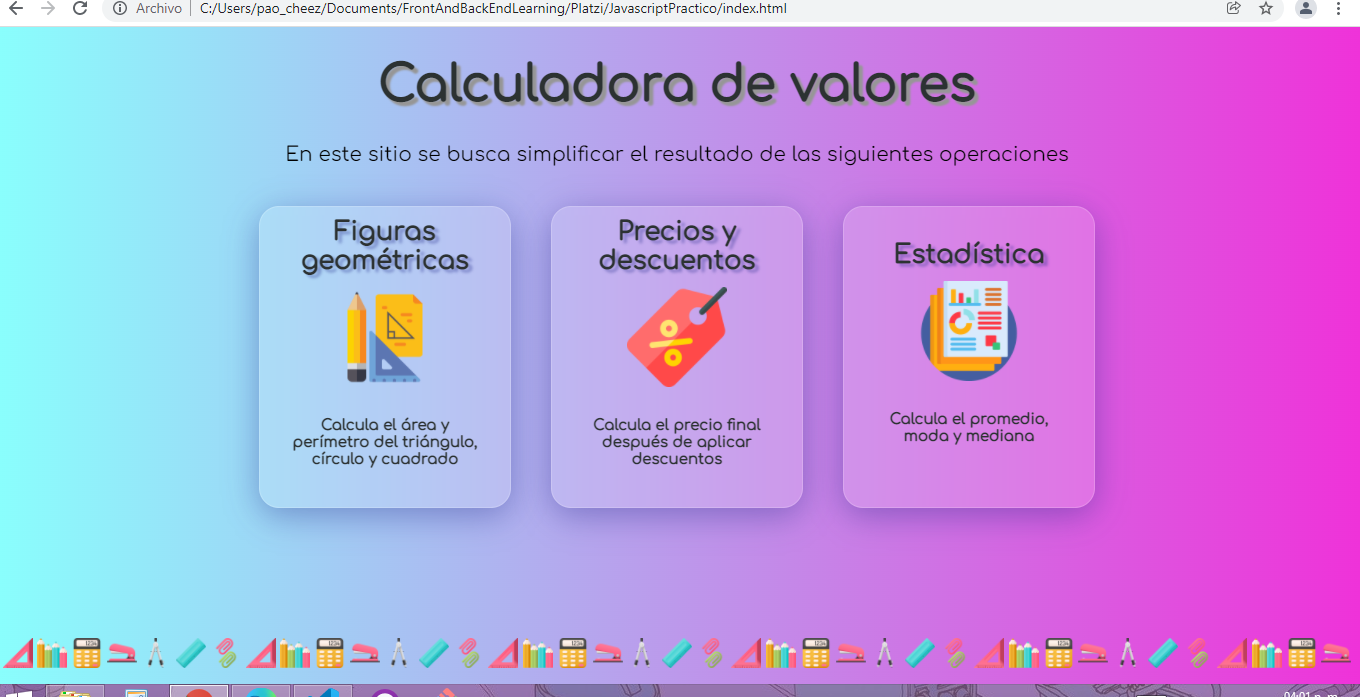 Archivo
C:/Users/pao_cheez/Documents/FrontAndBackEndLearning/Platzi/JavascriptPractico/index.html
Calculadora de valores
En este sitio se busca simplificar el resultado de las siguientes operaciones
Figuras
geométricas
Calcula el área y
perímetro del triángulo,
círculo y cuadrado
Precios y
descuentos
Calcula el precio final
después de aplicar
descuentos
Estadística
Calcula el promedio,
moda y mediana